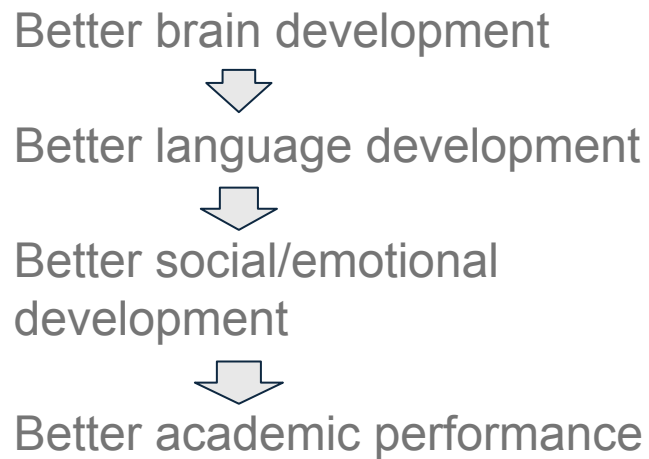 Better brain development
Better language development
Better social/emotional
development
Better academic performance